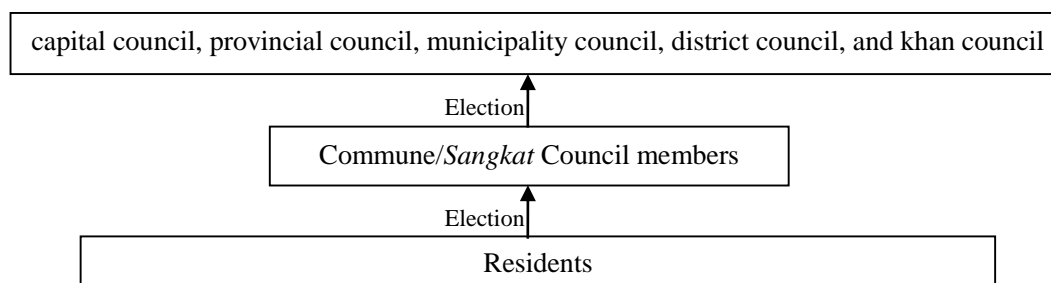 capital council, provincial council, municipality council, district council, and khan council
Election
Commune/Sangkat Council members
Election
Residents